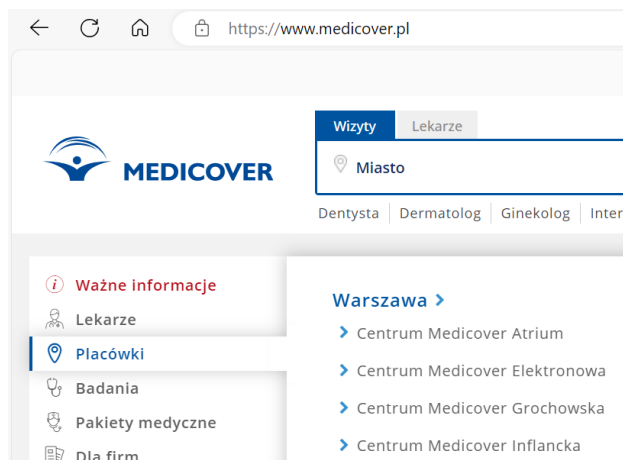 https://www.medicover.pl
Wizyty Lekarze
MEDICOVER
Miasto
Dentysta Dermatolog Ginekolog
Ważne informacje
Lekarze
Placówki
Badania
Pakiety medyczne
Dla firm
Warszawa
Centrum Medicover Atrium
Centrum Medicover Elektronowa
Centrum Medicover Grochowska
Centrum Medicover Inflancka